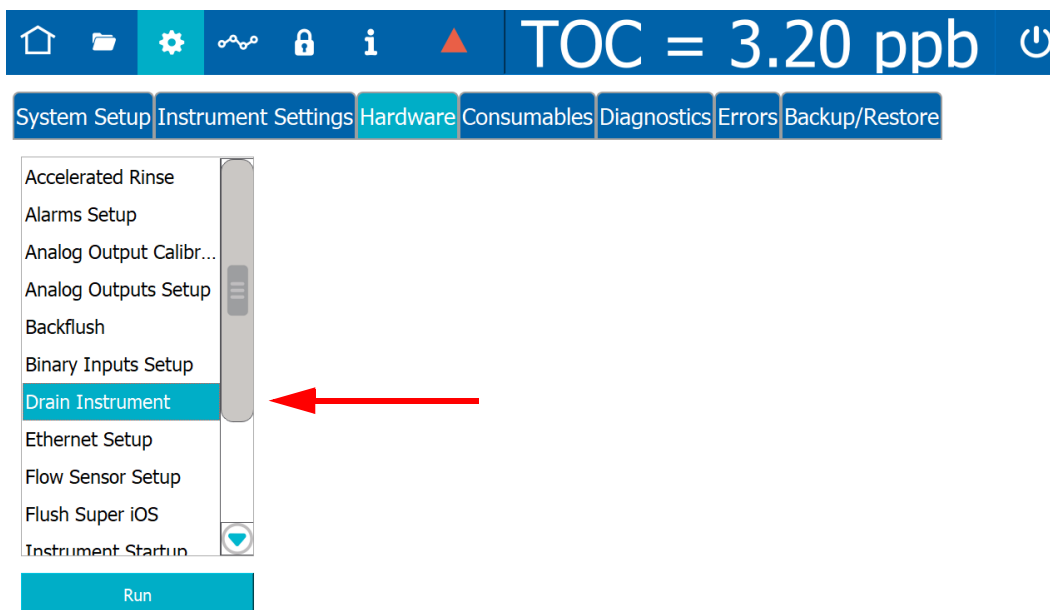 TOC = 3.20 ppb
System Setup Instrument Settings Hardware Consumables Diagnostics Errors Backup/Restore
Accelerated Rinse
Alarms Setup
Analog Output Calibr...
Analog Outputs Setup
Backflush
Binary Inputs Setup
Drain Instrument
Ethernet Setup
Flow Sensor Setup
Flush Super iOS
Instrument Startup
Run